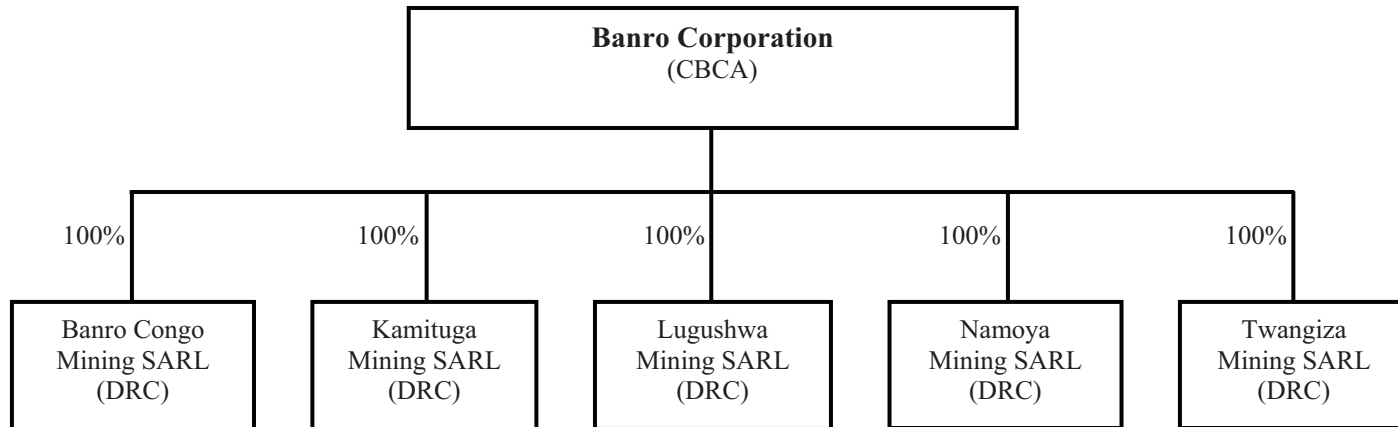 Banro Corporation
(CBCA)
100%
100%
100%
100%
100%
Banro Congo
Mining SARL
(DRC)
Kamituga
Mining SARL
(DRC)
Lugushwa
Mining SARL
(DRC)
Namoya
Mining SARL
(DRC)
Twangiza
Mining SARL
(DRC)